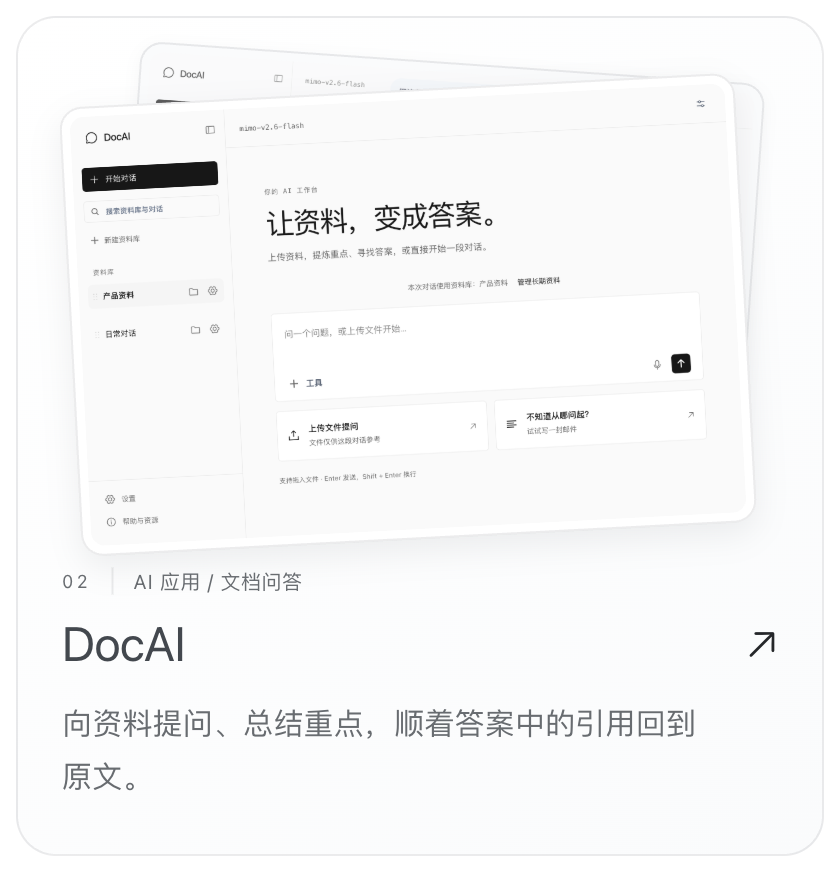 DocAI
mimo-v2.6-flash
DocAI
mimo-v2.6-flash
开始对话
搜索资料库与对话
新建资料库
资料库
产品资料
日常对话
设置
帮助与资源
你的 AI 工作台
让资料，变成答案。
上传资料，提炼重点、寻找答案，或直接开始一段对话。
本次对话使用资料库：产品资料 管理长期资料
问一个问题，或上传文件开始…
工具
上传文件提问
文件仅供这段对话参考
不知道从哪问起？
试试写一封邮件
支持拖入文件 · Enter 发送，Shift + Enter 换行
02 AI 应用 / 文档问答
DocAI
向资料提问、总结重点，顺着答案中的引用回到
原文。